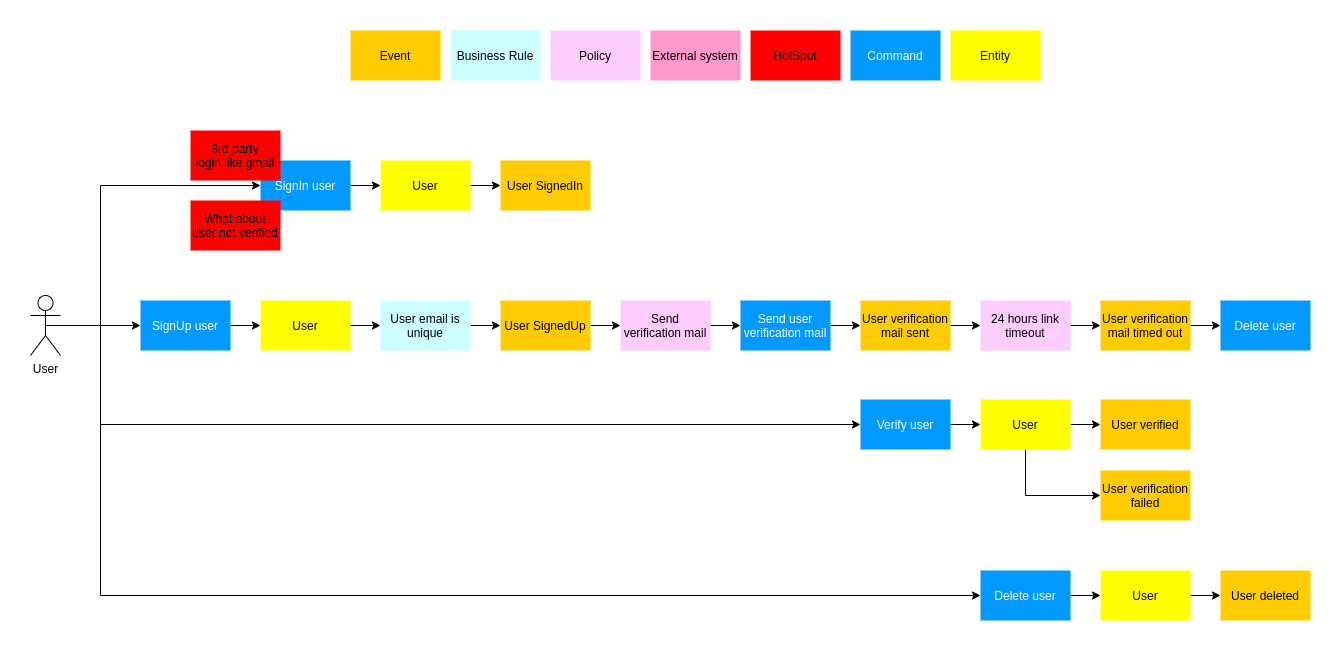 Event
Business Rule
Policy
External system
HotSpot
Command
Entity
3rd party
login like gmail
SignIn user
User
User SignedIn
What about
user not verified
User
SignUp user
User
User email is
unique
User SignedUp
Send
verification mail
Send user
verification mail
User verification
mail sent
24 hours link
timeout
User verification
mail timed out
Delete user
Verify user
User
User verified
User verification
failed
Delete user
User
User deleted